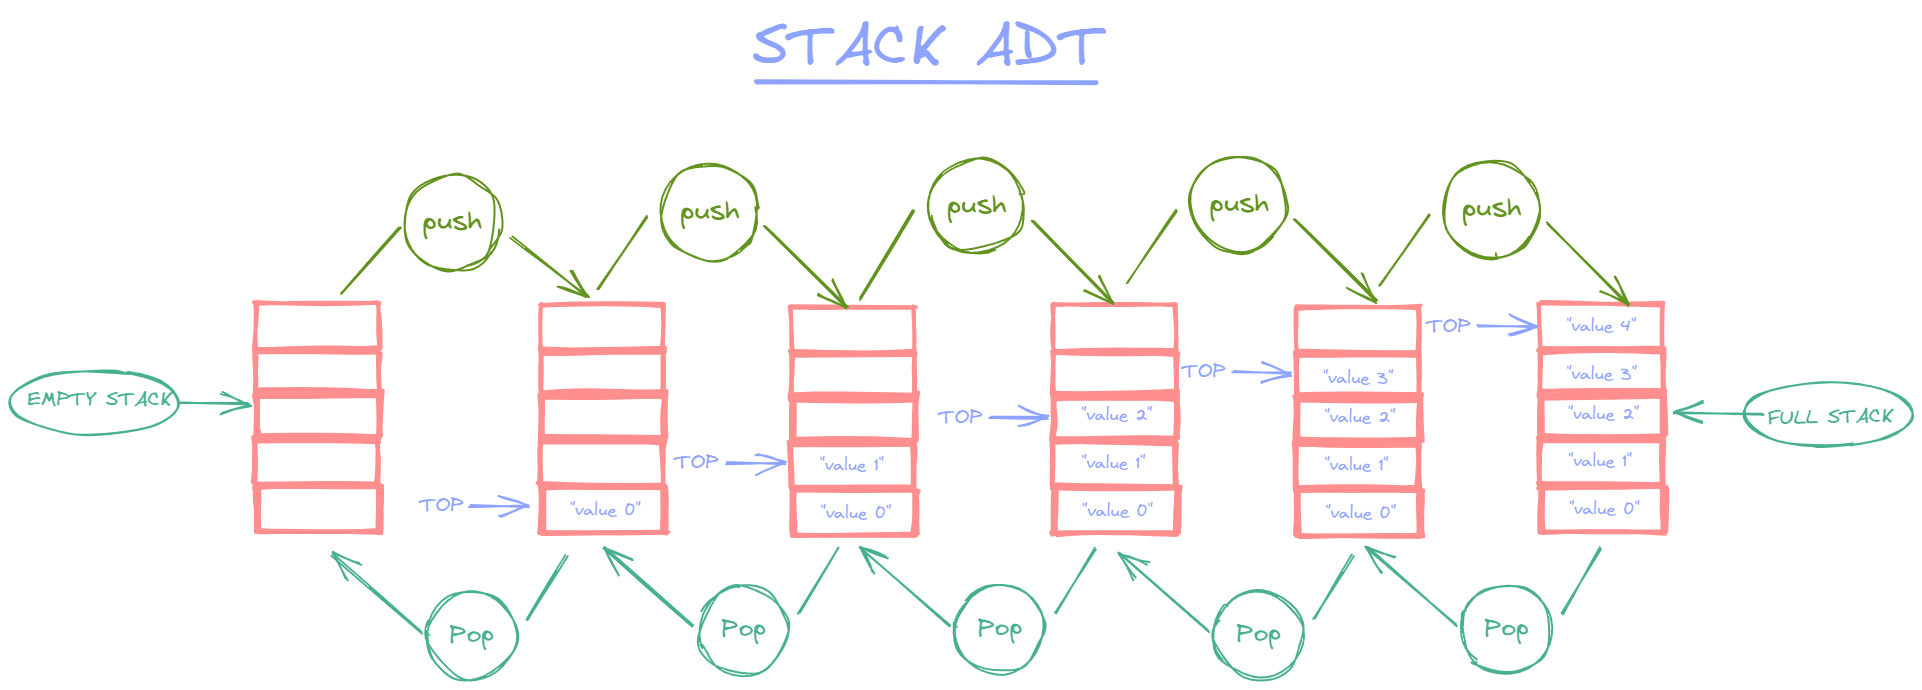 STACK ADT
push
push
push
push
push
EMPTY STACK
TOP
"value 0"
TOP
"value 1"
"value 0"
TOP
"value 2"
"value 1"
"value 0"
TOP
"value 3"
"value 2"
"value 1"
"value 0"
TOP
"value 4"
"value 3"
"value 2"
"value 1"
"value 0"
FULL STACK
Pop
Pop
Pop
Pop
Pop